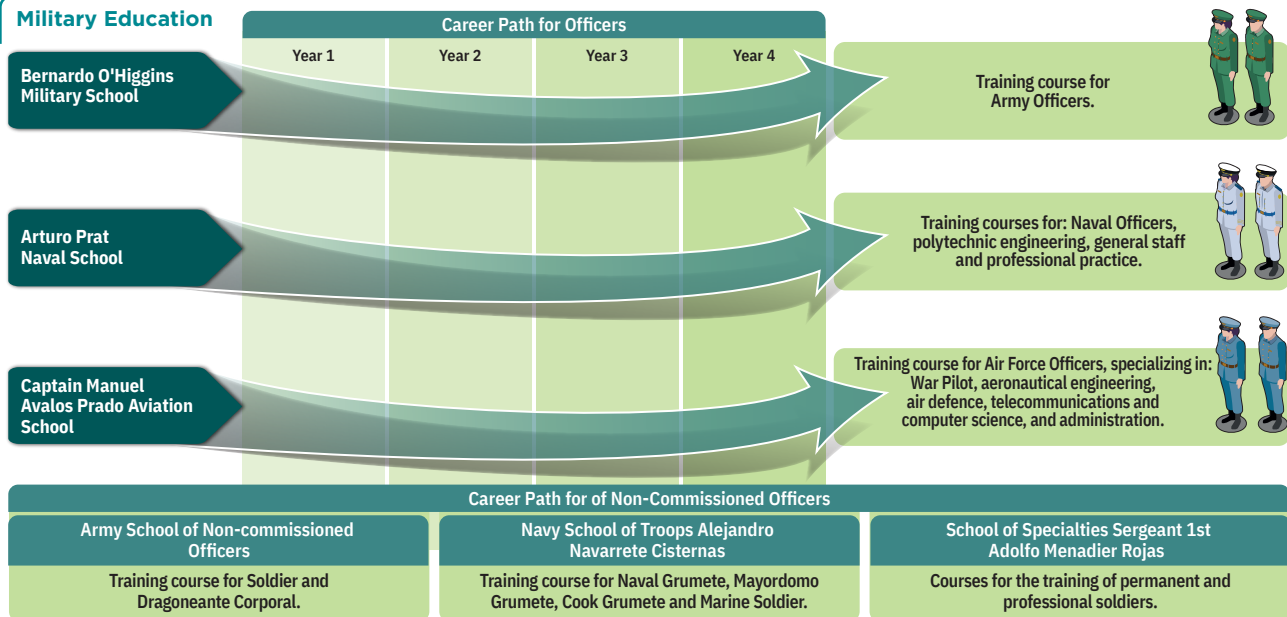 Military Education
Career Path for Officers
Year 1
Year 2
Year 3
Year 4
Bernardo O'Higgins
Military School
Training course for
Army Officers.
Arturo Prat
Naval School
Training courses for: Naval Officers,
polytechnic engineering, general staff
and professional practice.
Captain Manuel
Avalos Prado Aviation
School
Training course for Air Force Officers, specializing in:
War Pilot, aeronautical engineering,
air defence, telecommunications and
computer science, and administration.
Career Path for of Non-Commissioned Officers
Army School of Non-commissioned
Officers
Training course for Soldier and
Dragoneante Corporal.
Navy School of Troops Alejandro
Navarrete Cisternas
Training course for Naval Grumete, Mayordomo
Grumete, Cook Grumete and Marine Soldier.
School of Specialties Sergeant 1st
Adolfo Menadier Rojas
Courses for the training of permanent and
professional soldiers.